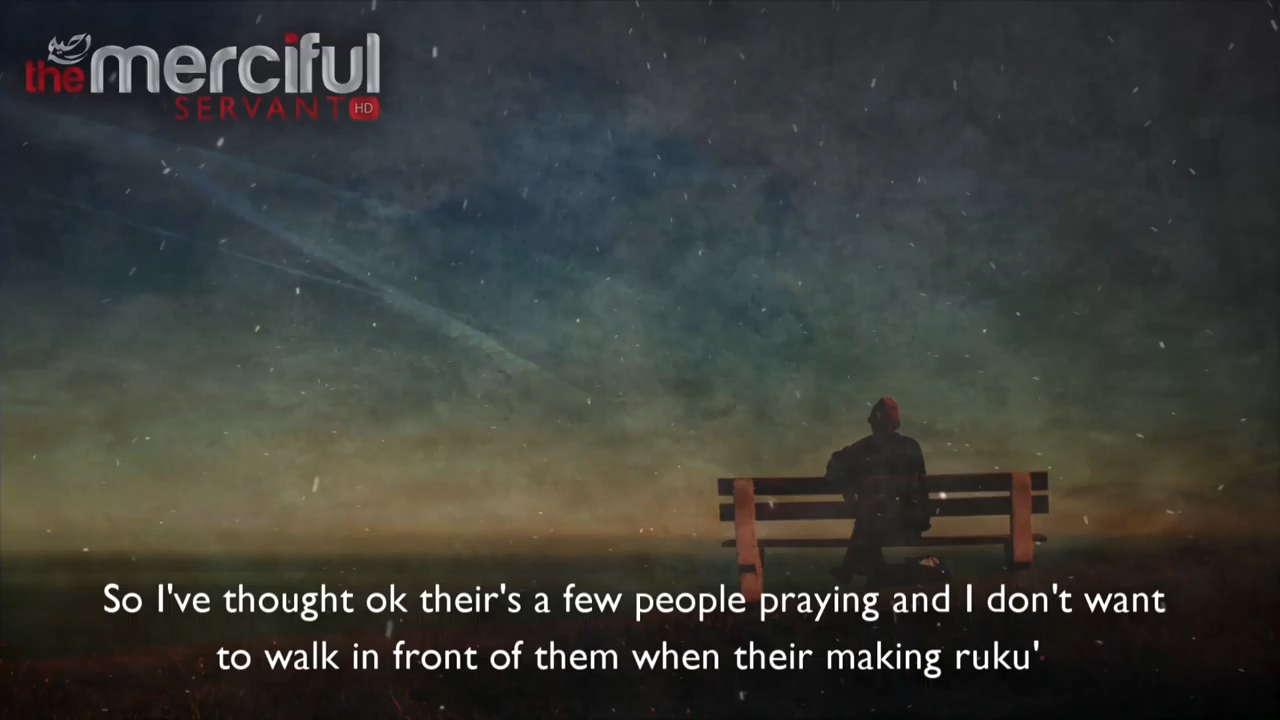 the merciful
SERVANT HD
So I've thought ok their's a few people praying and I don't want
to walk in front of them when their making ruku'